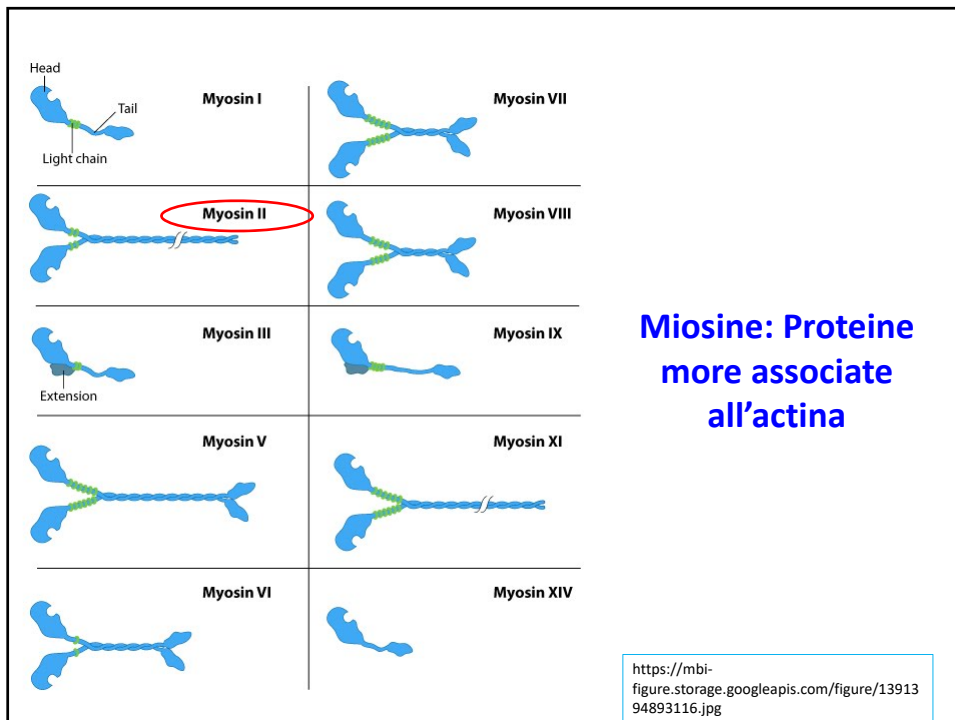 Head
Myosin I
Tail
Light chain
Myosin VII
Myosin II
Myosin VIII
Myosin III
Extension
Myosin IX
Myosin V
Myosin XI
Myosin VI
Myosin XIV
Miosine: Proteine
more associate
all’actina
https://mbi-
figure.storage.googleapis.com/figure/13913
94893116.jpg